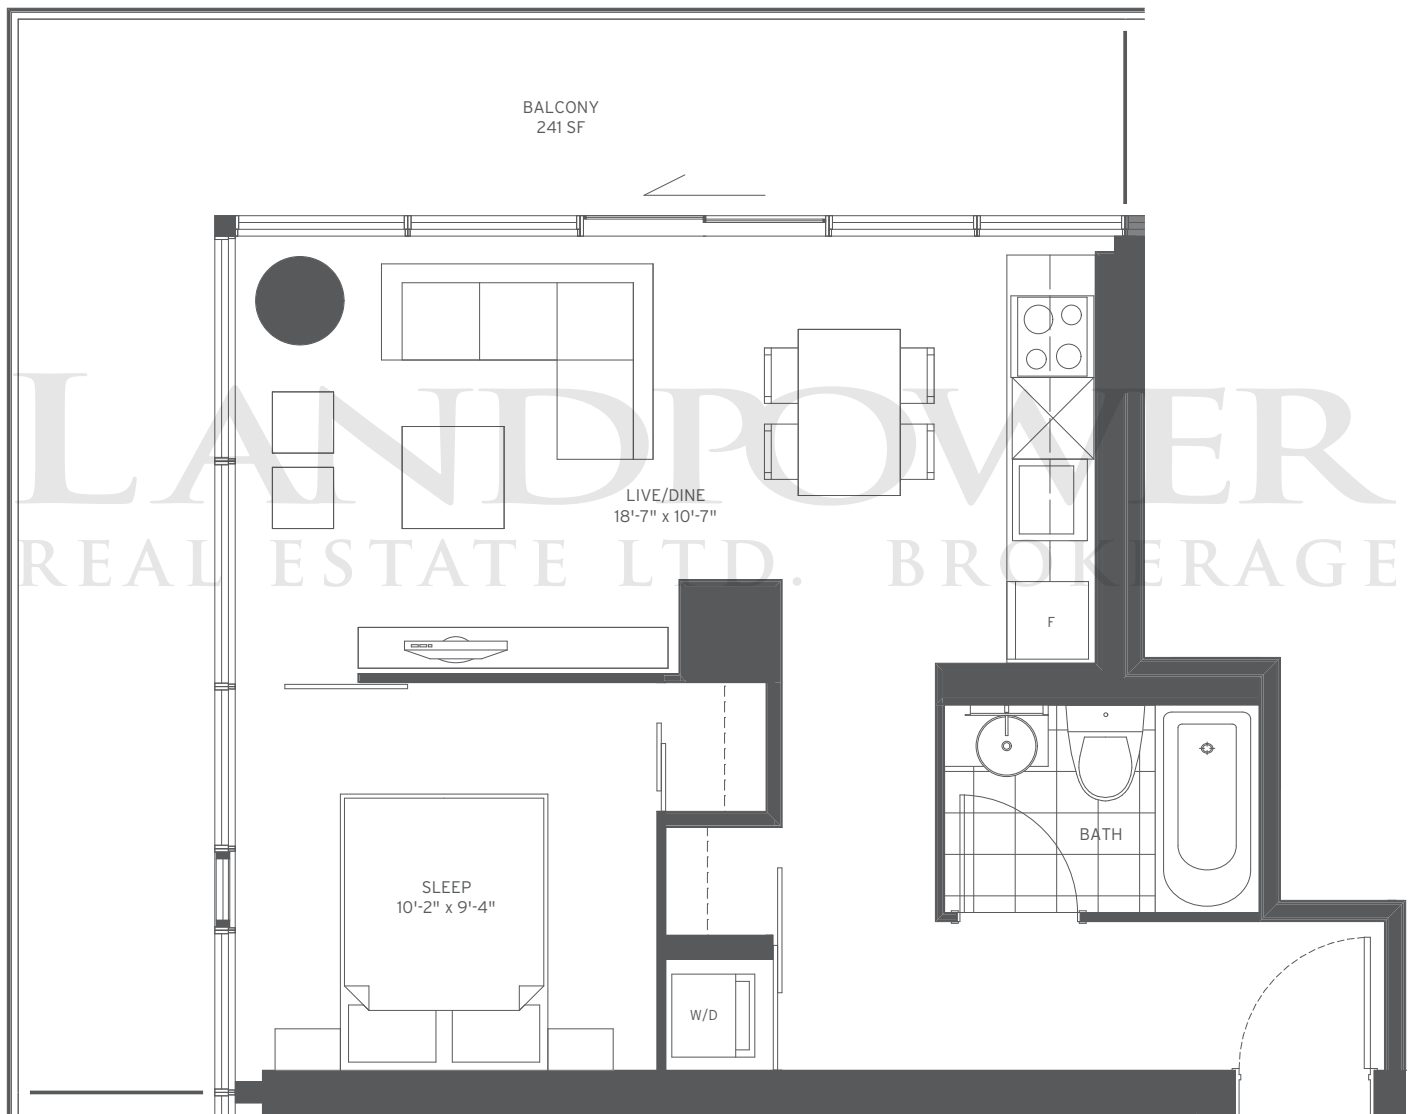 BALCONY
241 SF
LANDPOWER
LIVE/DINE
18'-7" x 10'-7"
REAL ESTATE LTD. BROKERAGE
F
BATH
SLEEP
10'-2" x 9'-4"
W/D